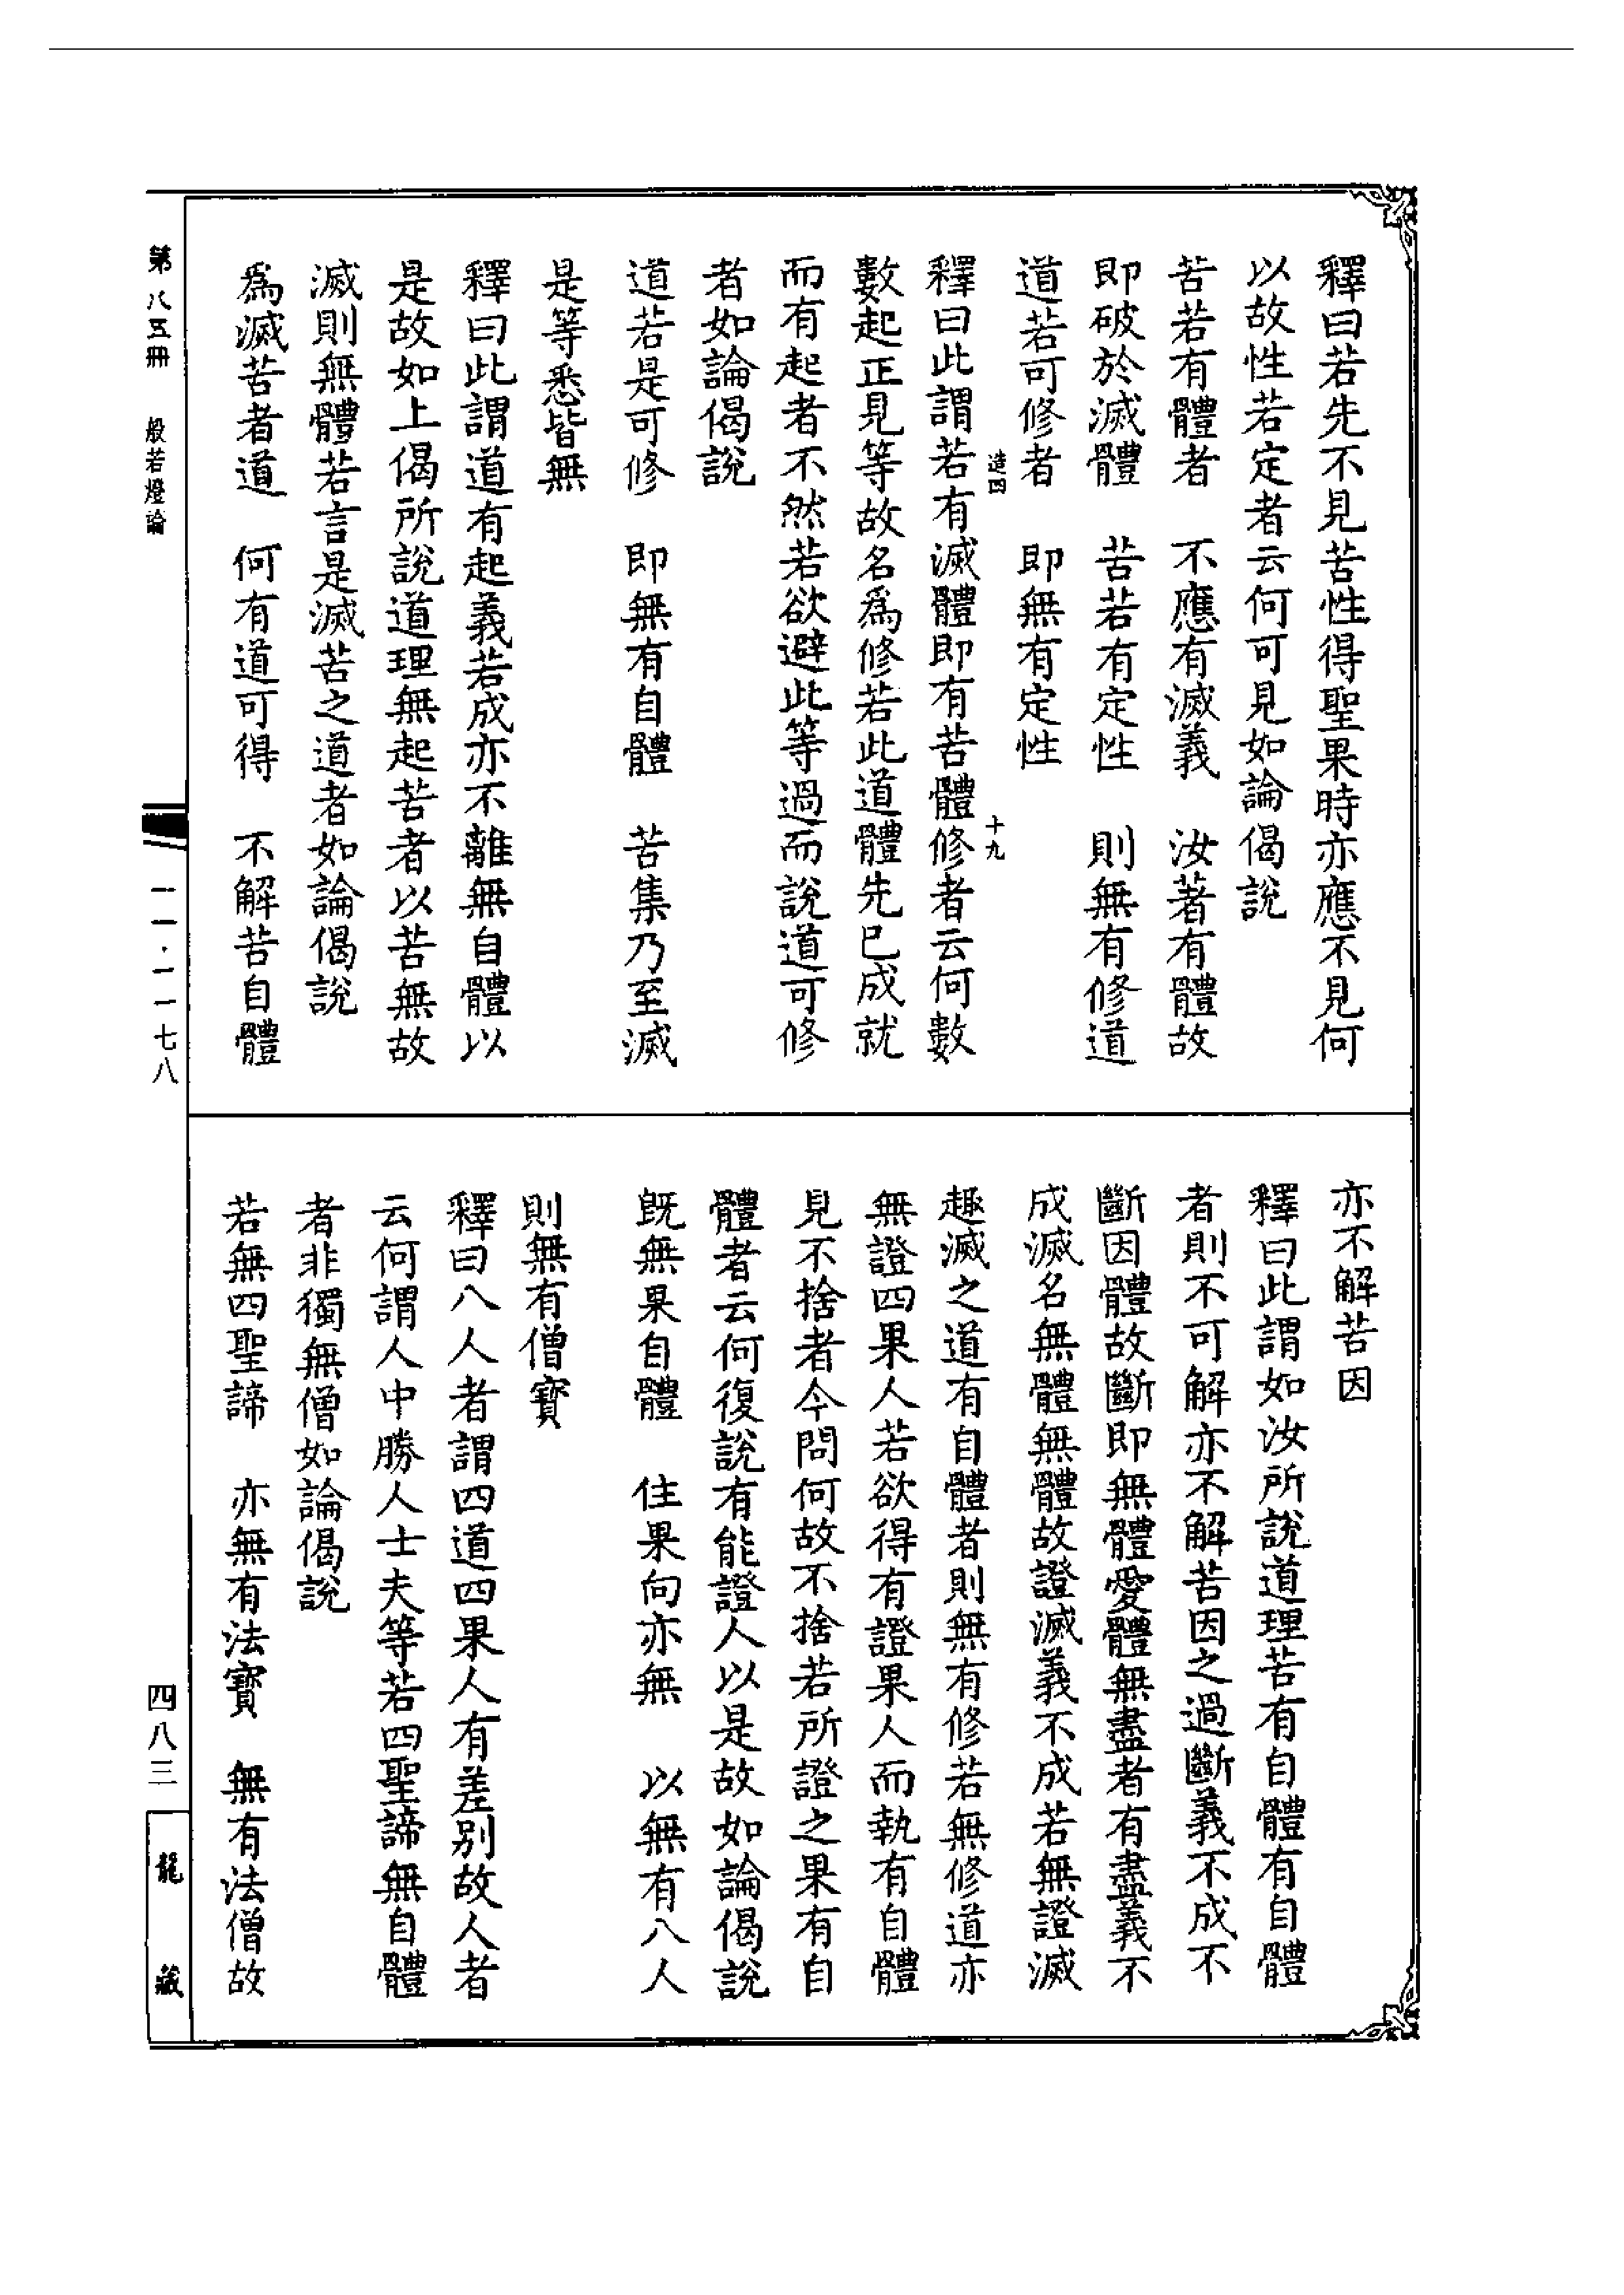 釋曰若先不見苦性得聖果時亦應不見何
以故性若定者云何可見如論偈說
苦若有體者　不應有滅義　汝著有體故
即破於滅體　苦若有定性　則無有修道
道若可修者　即無有定性
造四　十九
釋曰此謂若有滅體即有苦體修者云何數
數起正見等故名為修若此道體先已成就
而有起者不然若欲避此等過而說道可修
者如論偈說
道若是可修　即無有自體　苦集乃至滅
是等悉皆無
釋曰此謂道有起義若成亦不離無自體以
是故如上偈所說道理無起苦者以苦無故
滅則無體若言是滅苦之道者如論偈說
為滅苦者道　何有道可得　不解苦自體
亦不解苦因
釋曰此謂如汝所說道理苦有自體有自體
者則不可解亦不解苦因之過斷義不成不
斷因體故斷即無體愛體無盡者有盡義不
成滅名無體無體故證滅義不成若無證滅
趣滅之道有自體者則無有修若無修道亦
無證四果人若欲得有證果人而執有自體
見不捨者今問何故不捨若所證之果有自
體者云何復說有能證人以是故如論偈說
既無果自體　住果向亦無　以無有八人
則無有僧寶
釋曰八人者謂四道四果人有差別故人者
云何謂人中勝人士夫等若四聖諦無自體
者非獨無僧如論偈說
若無四聖諦　亦無有法寶　無有法僧故
第八五冊　般若燈論　一一·一一七八　四八三　龍藏